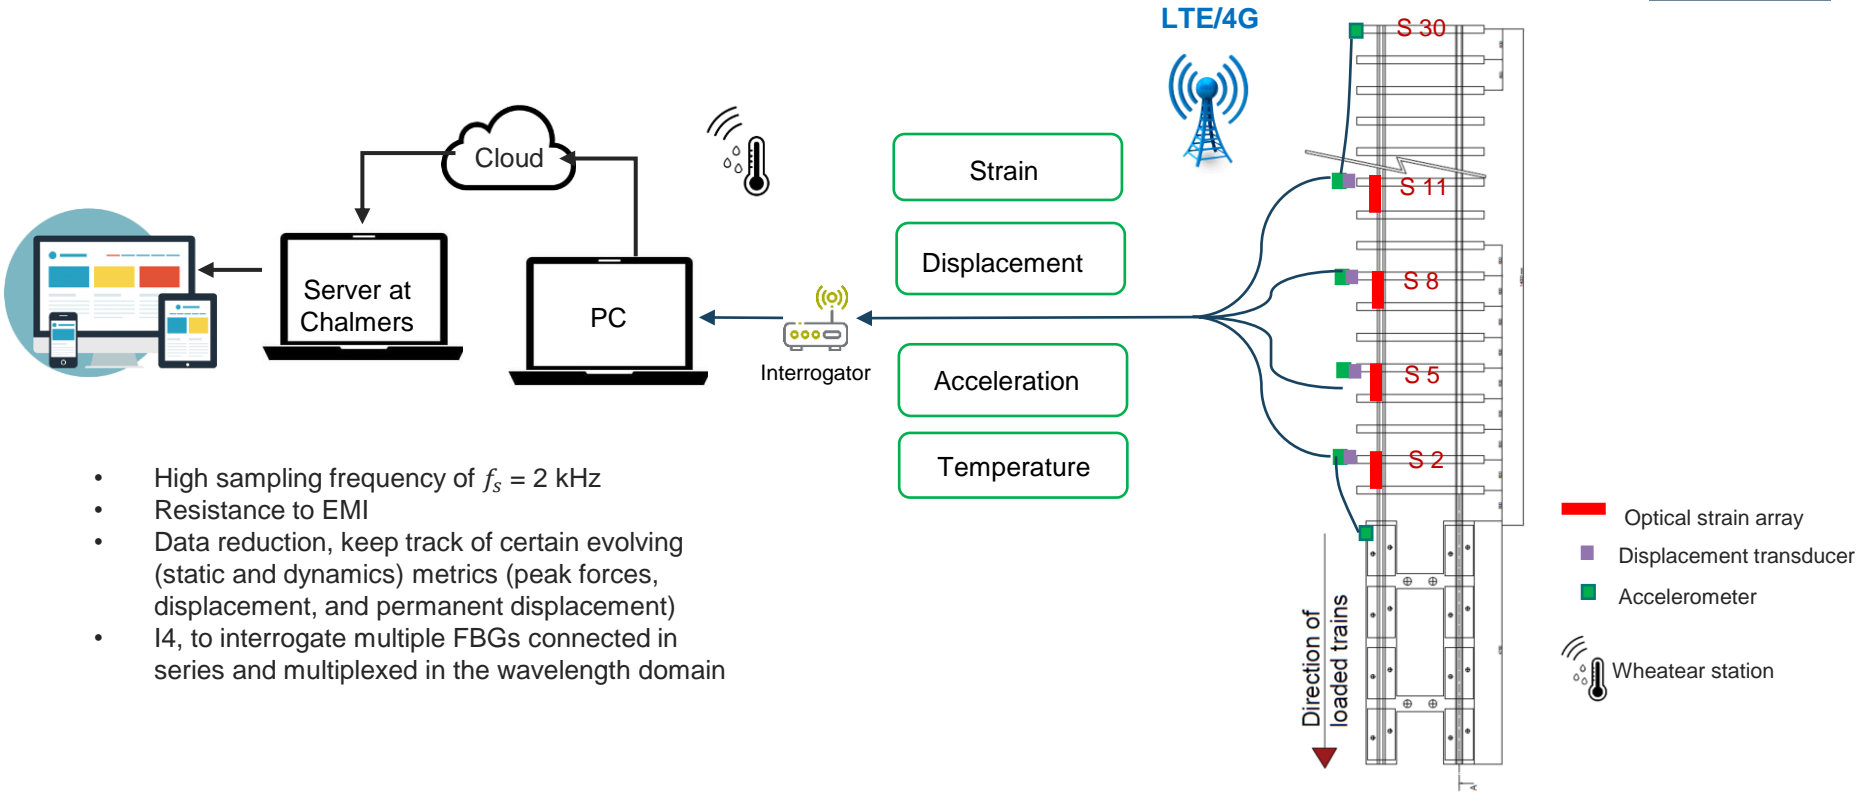 LTE/4G
S 30
Cloud
Strain
S 11
Displacement
S 8
Server at
Chalmers
PC
Interrogator
Acceleration
S 5
Temperature
S 2
• High sampling frequency of fₛ = 2 kHz
• Resistance to EMI
• Data reduction, keep track of certain evolving
(static and dynamics) metrics (peak forces,
displacement, and permanent displacement)
• I4, to interrogate multiple FBGs connected in
series and multiplexed in the wavelength domain
Optical strain array
Displacement transducer
Accelerometer
Wheatear station
Direction of
loaded trains
A